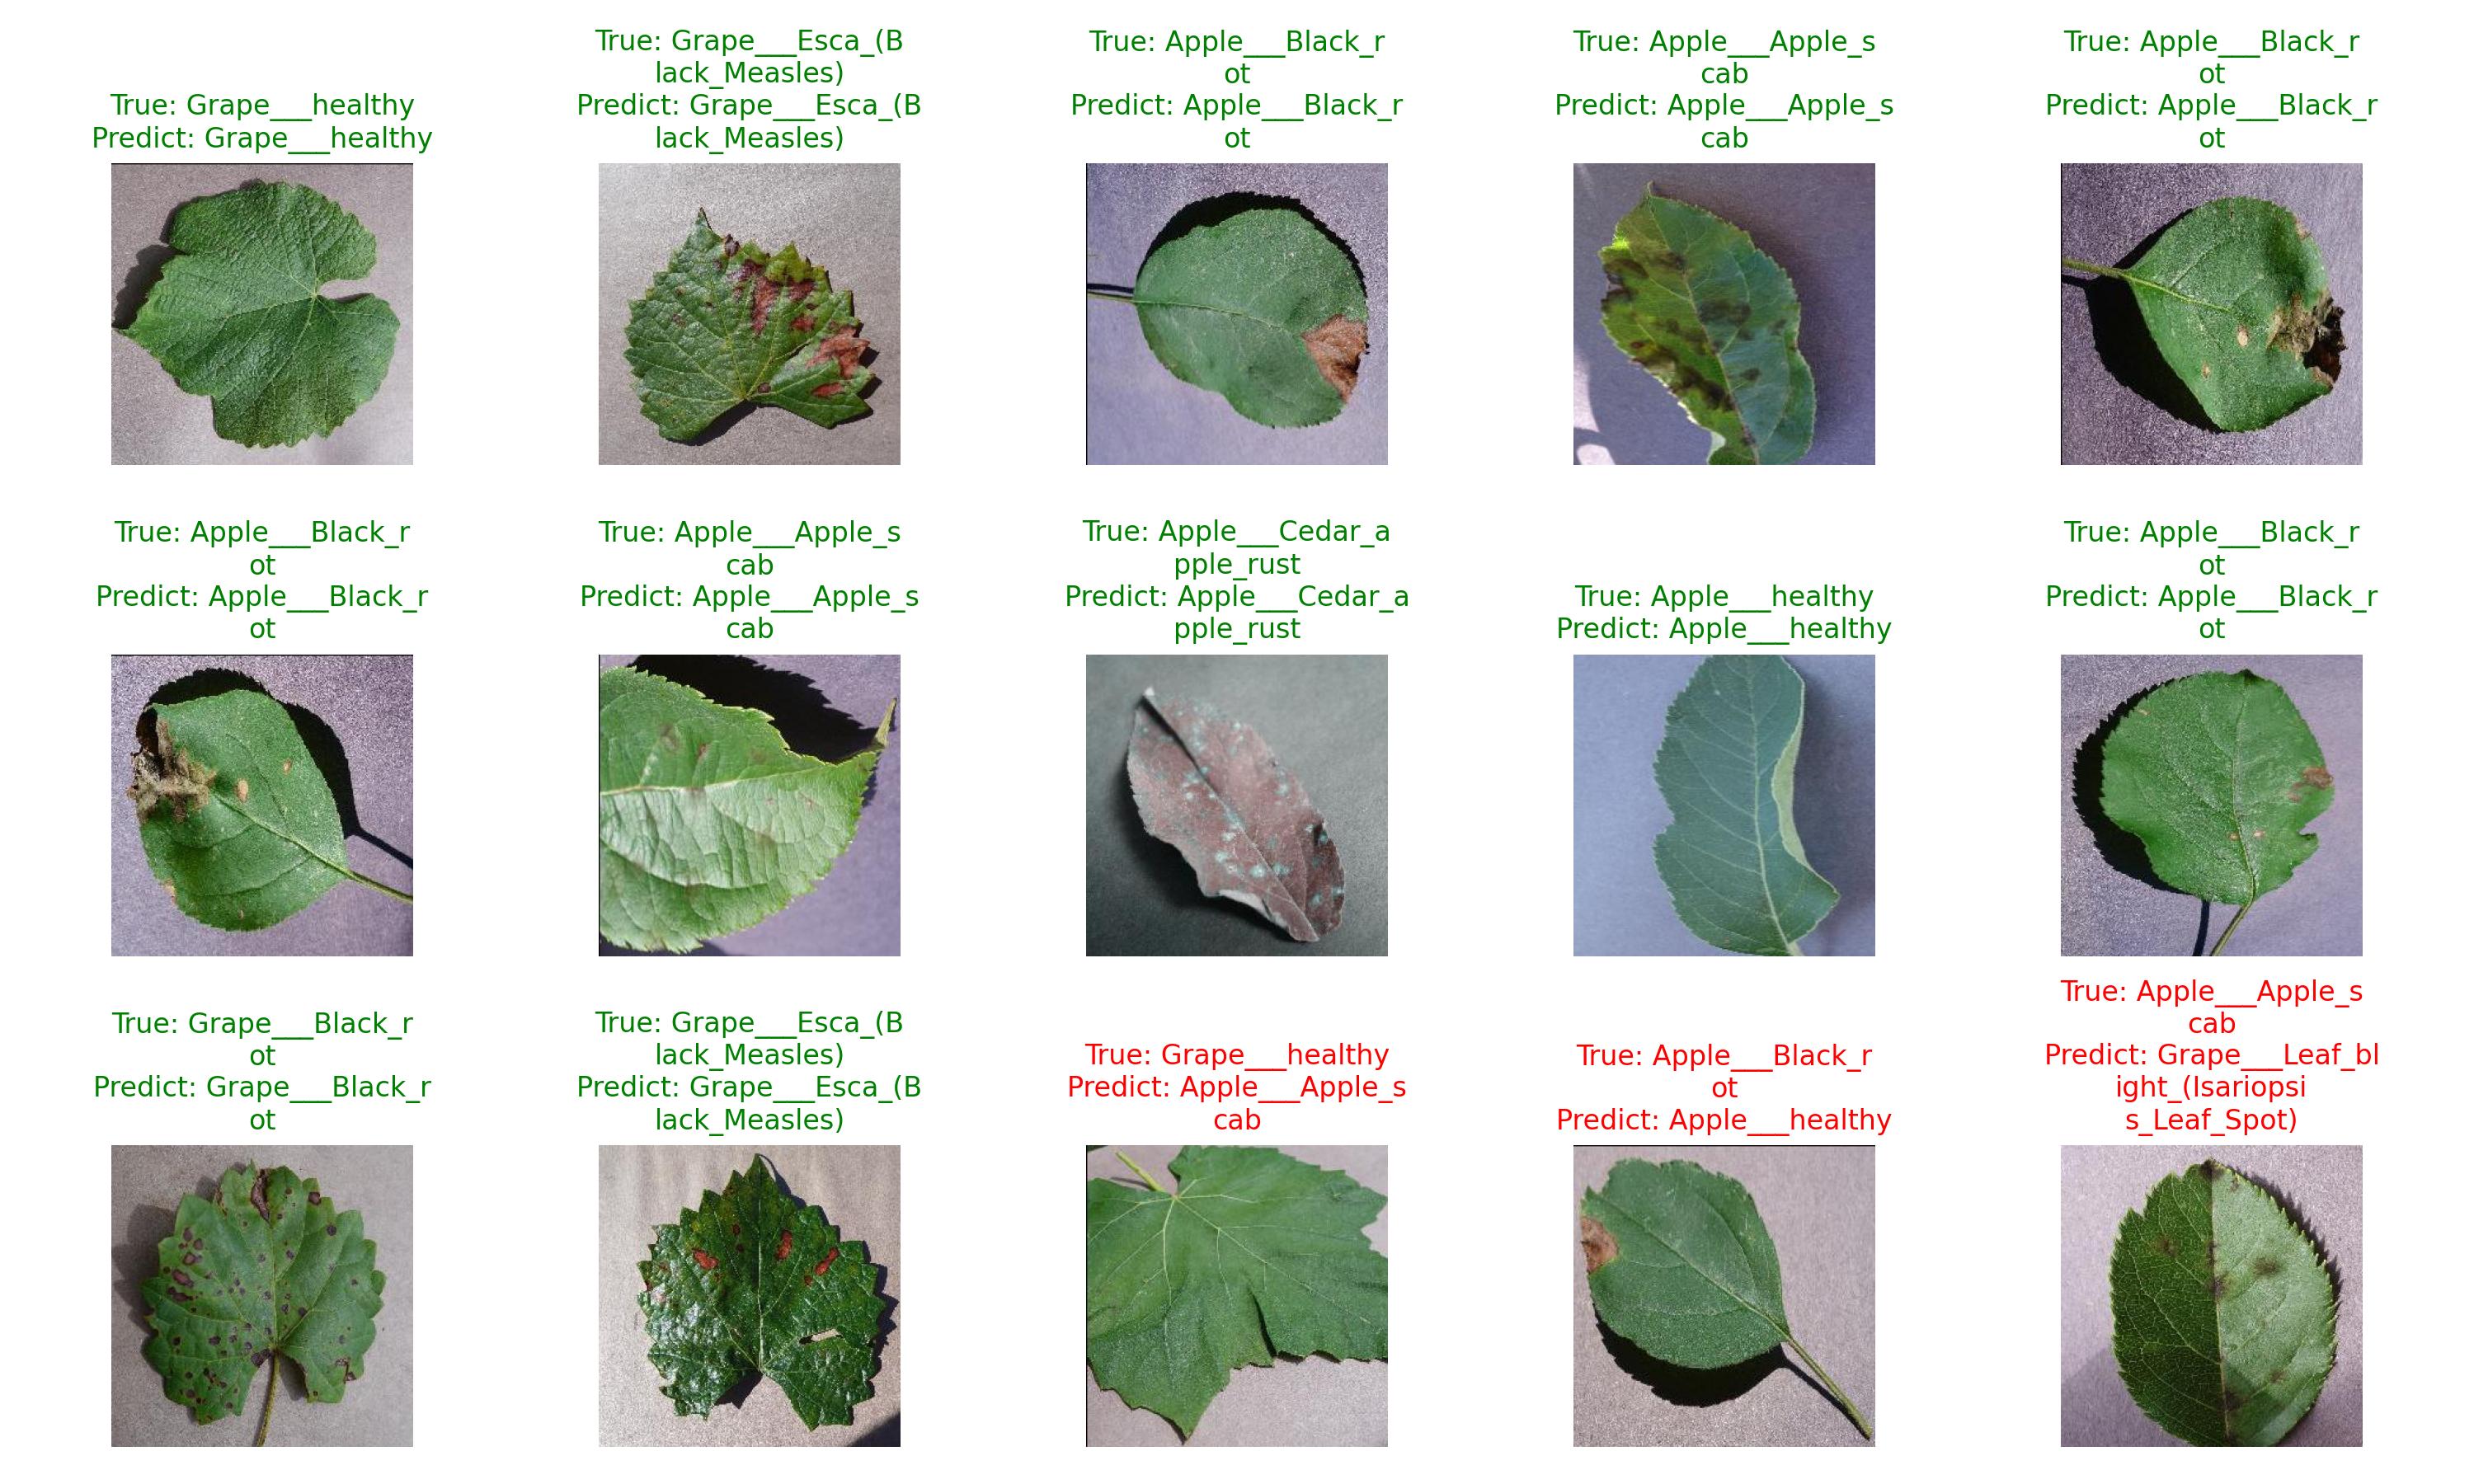 True: Grape___healthy
Predict: Grape___healthy
True: Grape___Esca_(B
lack_Measles)
Predict: Grape___Esca_(B
lack_Measles)
True: Apple___Black_r
ot
Predict: Apple___Black_r
ot
True: Apple___Apple_s
cab
Predict: Apple___Apple_s
cab
True: Apple___Black_r
ot
Predict: Apple___Black_r
ot
True: Apple___Black_r
ot
Predict: Apple___Black_r
ot
True: Apple___Apple_s
cab
Predict: Apple___Apple_s
cab
True: Apple___Cedar_a
pple_rust
Predict: Apple___Cedar_a
pple_rust
True: Apple___healthy
Predict: Apple___healthy
True: Apple___Black_r
ot
Predict: Apple___Black_r
ot
True: Grape___Black_r
ot
Predict: Grape___Black_r
ot
True: Grape___Esca_(B
lack_Measles)
Predict: Grape___Esca_(B
lack_Measles)
True: Grape___healthy
Predict: Apple___Apple_s
cab
True: Apple___Black_r
ot
Predict: Apple___healthy
True: Apple___Apple_s
cab
Predict: Grape___Leaf_bl
ight_(Isariopsi
s_Leaf_Spot)